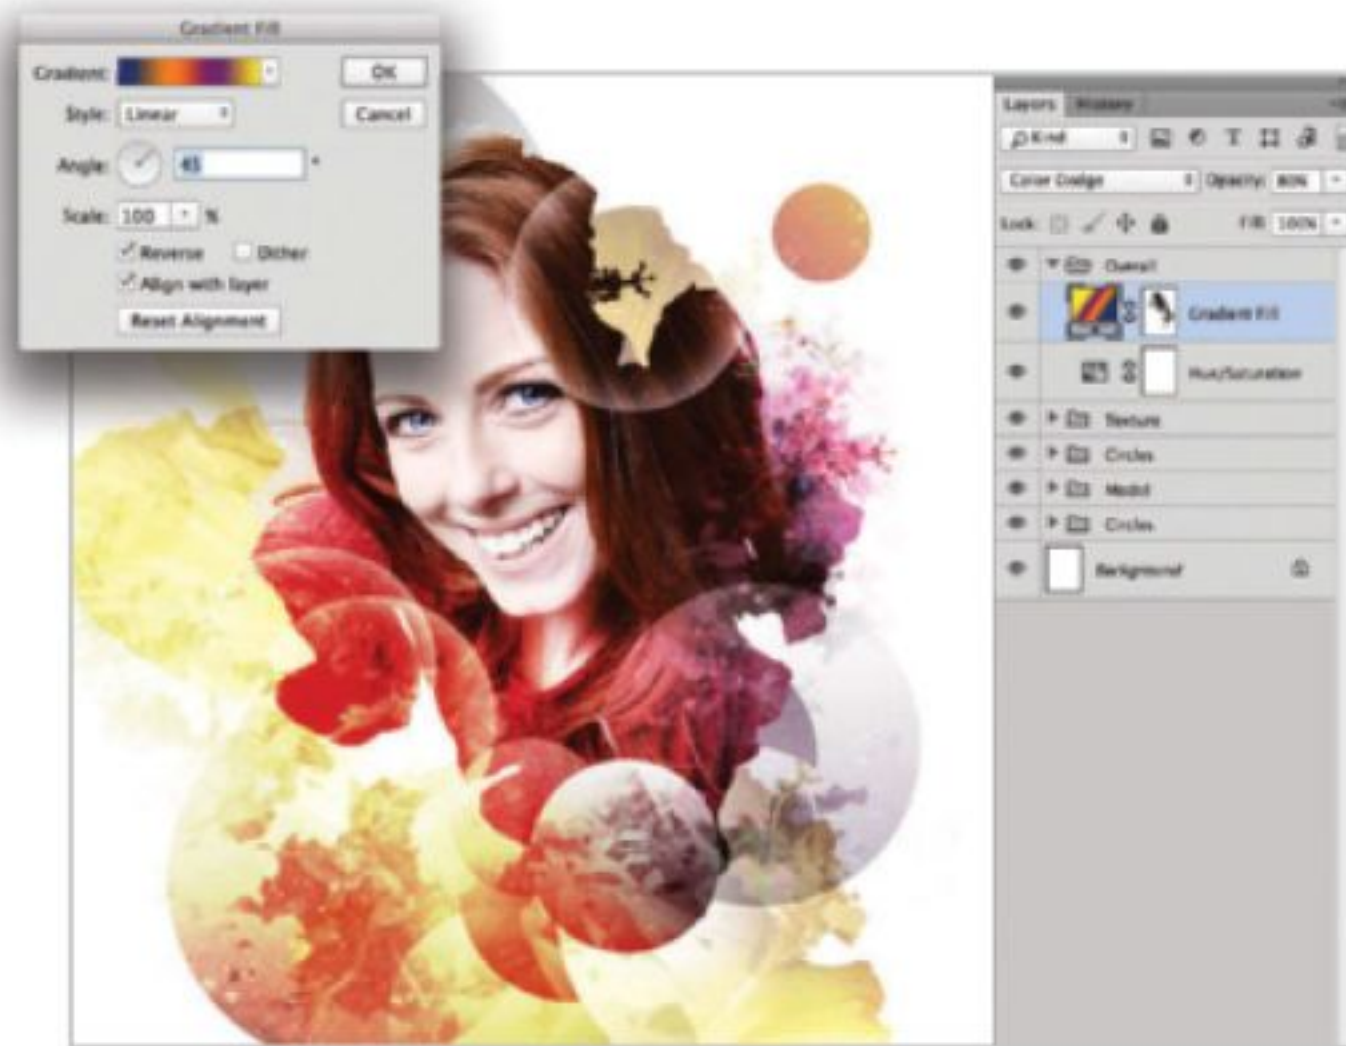 Gradient Fill
Gradient:
OK
Style: Linear
Cancel
Angle: 45 °
Scale: 100 %
Reverse Dither
Align with layer
Reset Alignment
Layers History
Kind
Color Dodge Opacity: 80%
Lock: Fill: 100%
Overall
Gradient Fill
Hue/Saturation
Texture
Circles
Model
Circles
Background